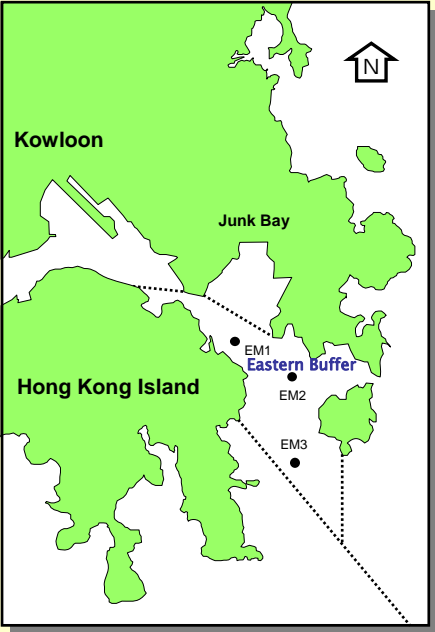 N
Kowloon
Junk Bay
EM1
Eastern Buffer
Hong Kong Island
EM2
EM3